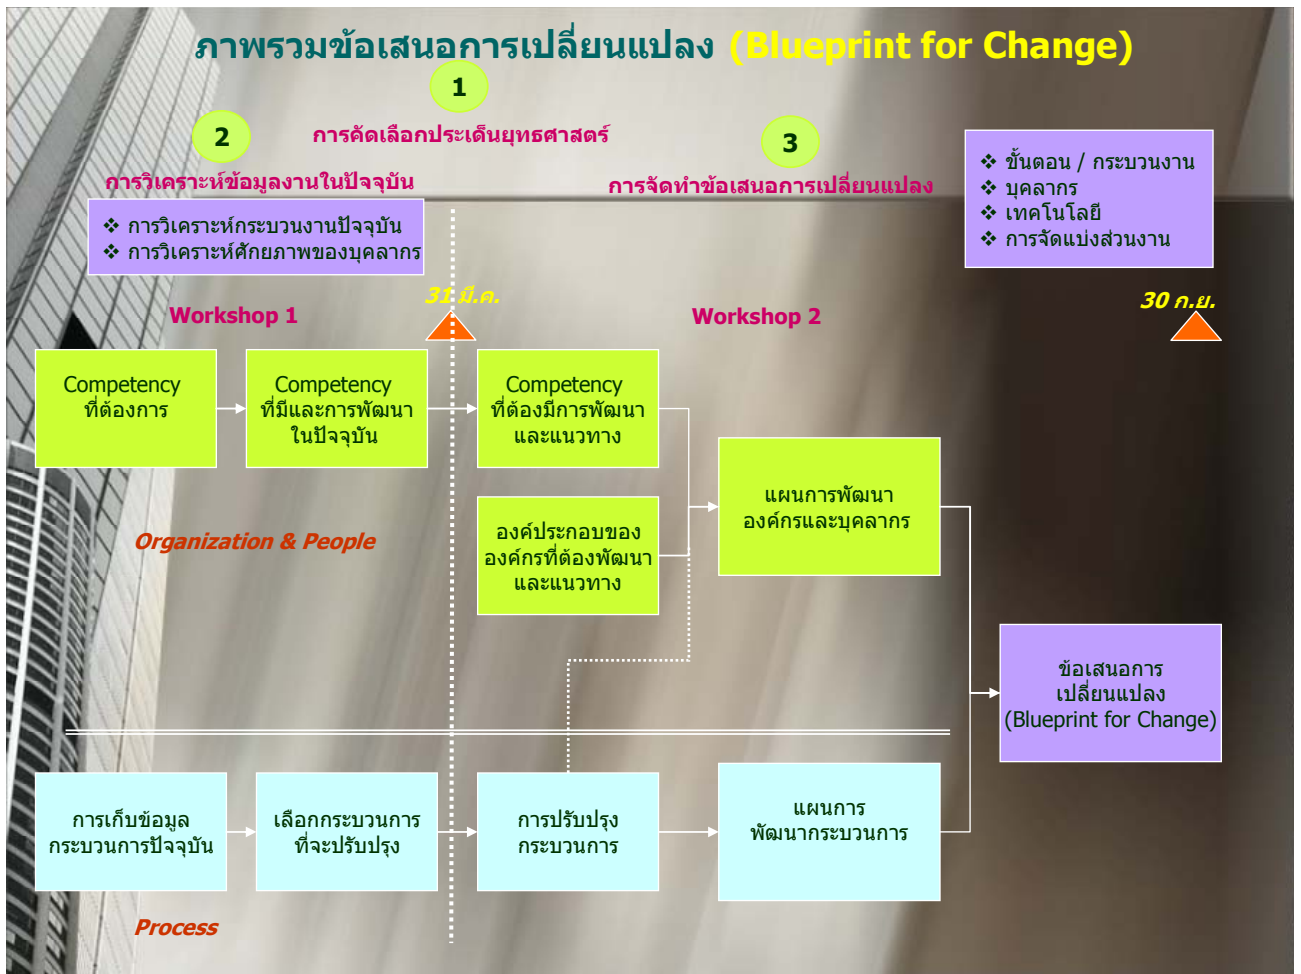 ภาพรวมข้อเสนอการเปลี่ยนแปลง (Blueprint for Change)
1
การคัดเลือกประเด็นยุทธศาสตร์
2
การวิเคราะห์ข้อมูลงานในปัจจุบัน
❖ การวิเคราะห์กระบวนงานปัจจุบัน
❖ การวิเคราะห์ศักยภาพของบุคลากร
3
การจัดทำข้อเสนอการเปลี่ยนแปลง
❖ ขั้นตอน / กระบวนงาน
❖ บุคลากร
❖ เทคโนโลยี
❖ การจัดแบ่งส่วนงาน
31 มี.ค.
30 ก.ย.
Workshop 1
Workshop 2
Competency
ที่ต้องการ
Competency
ที่มีและการพัฒนา
ในปัจจุบัน
Competency
ที่ต้องมีการพัฒนา
และแนวทาง
องค์ประกอบของ
องค์กรที่ต้องพัฒนา
และแนวทาง
แผนการพัฒนา
องค์กรและบุคลากร
Organization & People
ข้อเสนอการ
เปลี่ยนแปลง
(Blueprint for Change)
การเก็บข้อมูล
กระบวนการปัจจุบัน
เลือกกระบวนการ
ที่จะปรับปรุง
การปรับปรุง
กระบวนการ
แผนการ
พัฒนากระบวนการ
Process